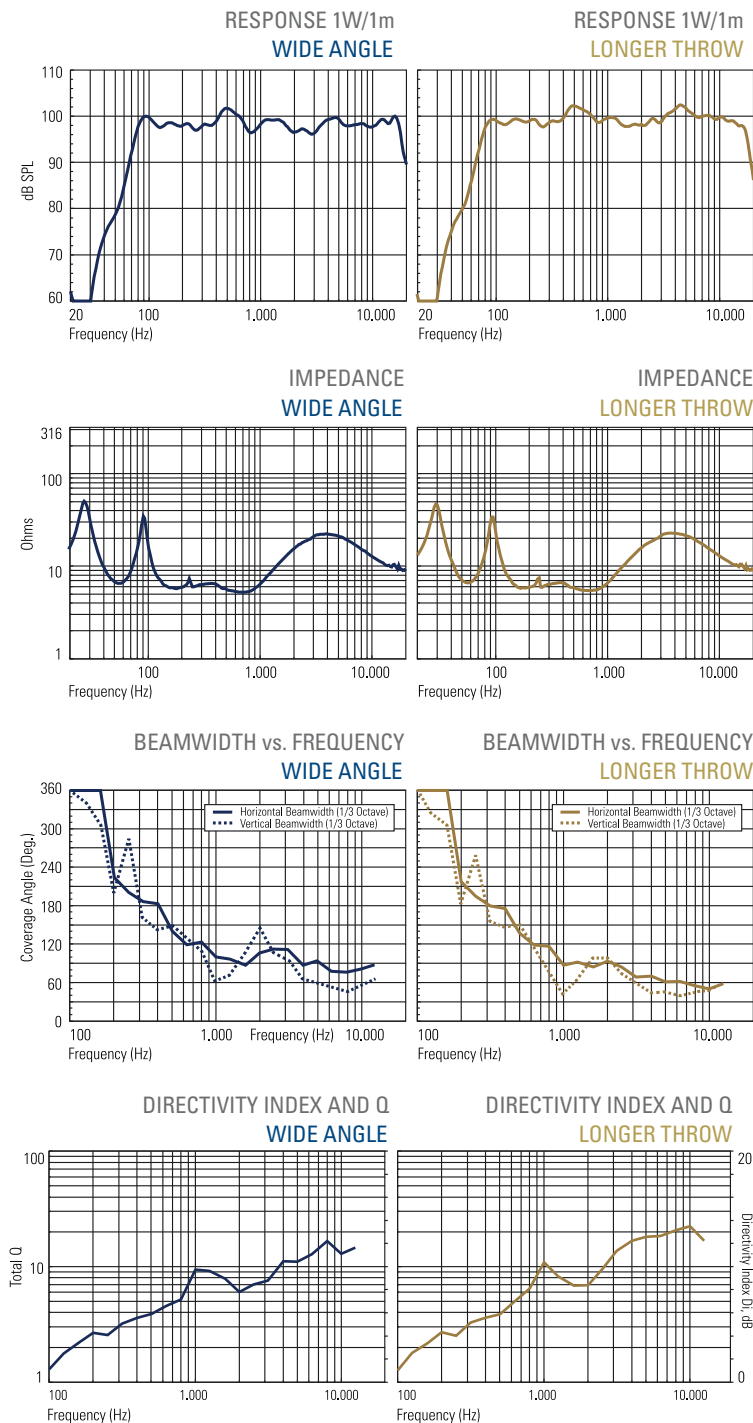 RESPONSE 1W/1m
WIDE ANGLE
RESPONSE 1W/1m
LONGER THROW
110
100
90
80
70
60
dB SPL
20
100
1.000
10.000
Frequency (Hz)
20
100
1.000
10.000
Frequency (Hz)
IMPEDANCE
WIDE ANGLE
IMPEDANCE
LONGER THROW
316
100
10
1
Ohms
100
1.000
10.000
Frequency (Hz)
100
1.000
10.000
Frequency (Hz)
BEAMWIDTH vs. FREQUENCY
WIDE ANGLE
BEAMWIDTH vs. FREQUENCY
LONGER THROW
360
300
240
180
120
60
0
Coverage Angle (Deg.)
Horizontal Beamwidth (1/3 Octave)
Vertical Beamwidth (1/3 Octave)
100
1.000
Frequency (Hz)
10.000
Frequency (Hz)
Horizontal Beamwidth (1/3 Octave)
Vertical Beamwidth (1/3 Octave)
100
1.000
10.000
Frequency (Hz)
DIRECTIVITY INDEX AND Q
WIDE ANGLE
DIRECTIVITY INDEX AND Q
LONGER THROW
100
10
1
Total Q
100
1.000
10.000
Frequency (Hz)
20
0
Directivity Index Di, dB
100
1.000
10.000
Frequency (Hz)